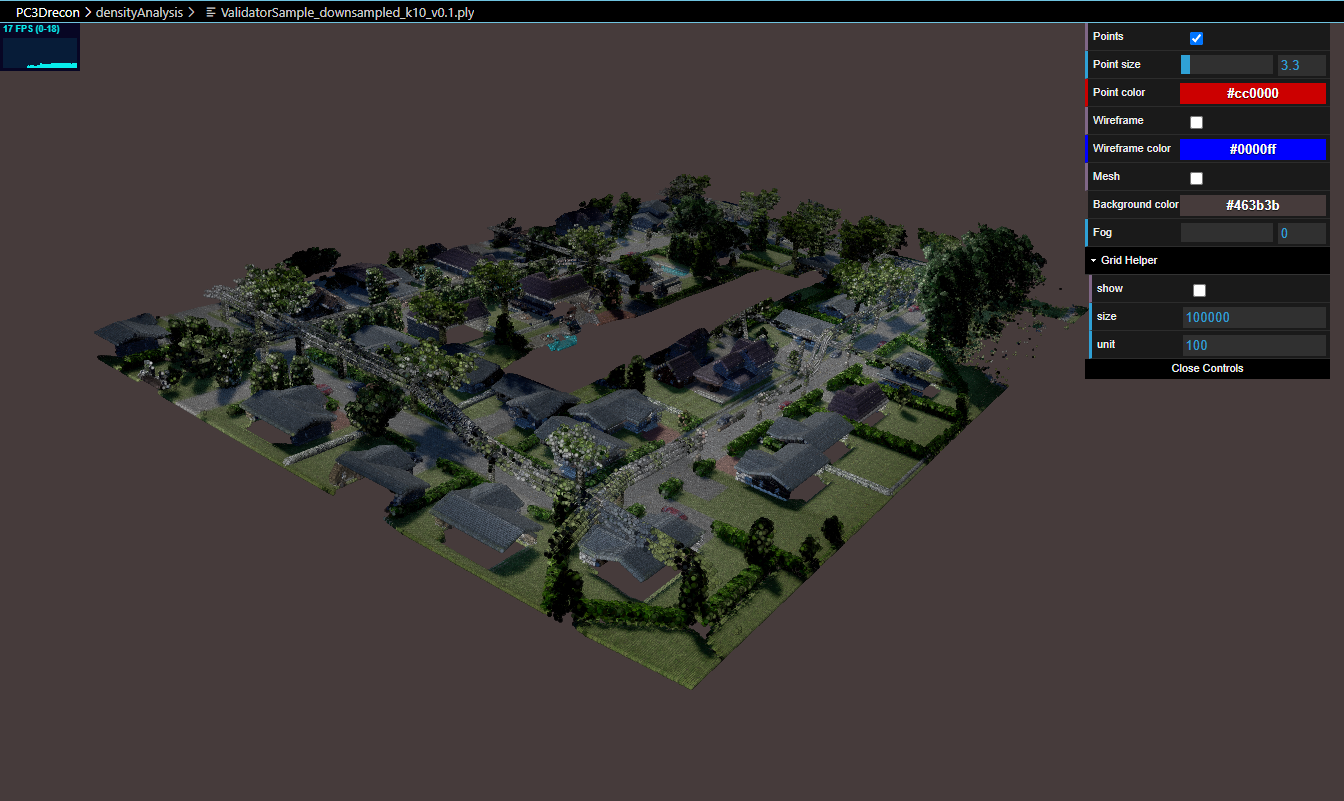 PC3Drecon > densityAnalysis > ValidatorSample_downsampled_k10_v0.1.ply
17 FPS (0-18)
Points
Point size 3.3
Point color #cc0000
Wireframe
Wireframe color #0000ff
Mesh
Background color #463b3b
Fog 0
Grid Helper
show
size 100000
unit 100
Close Controls